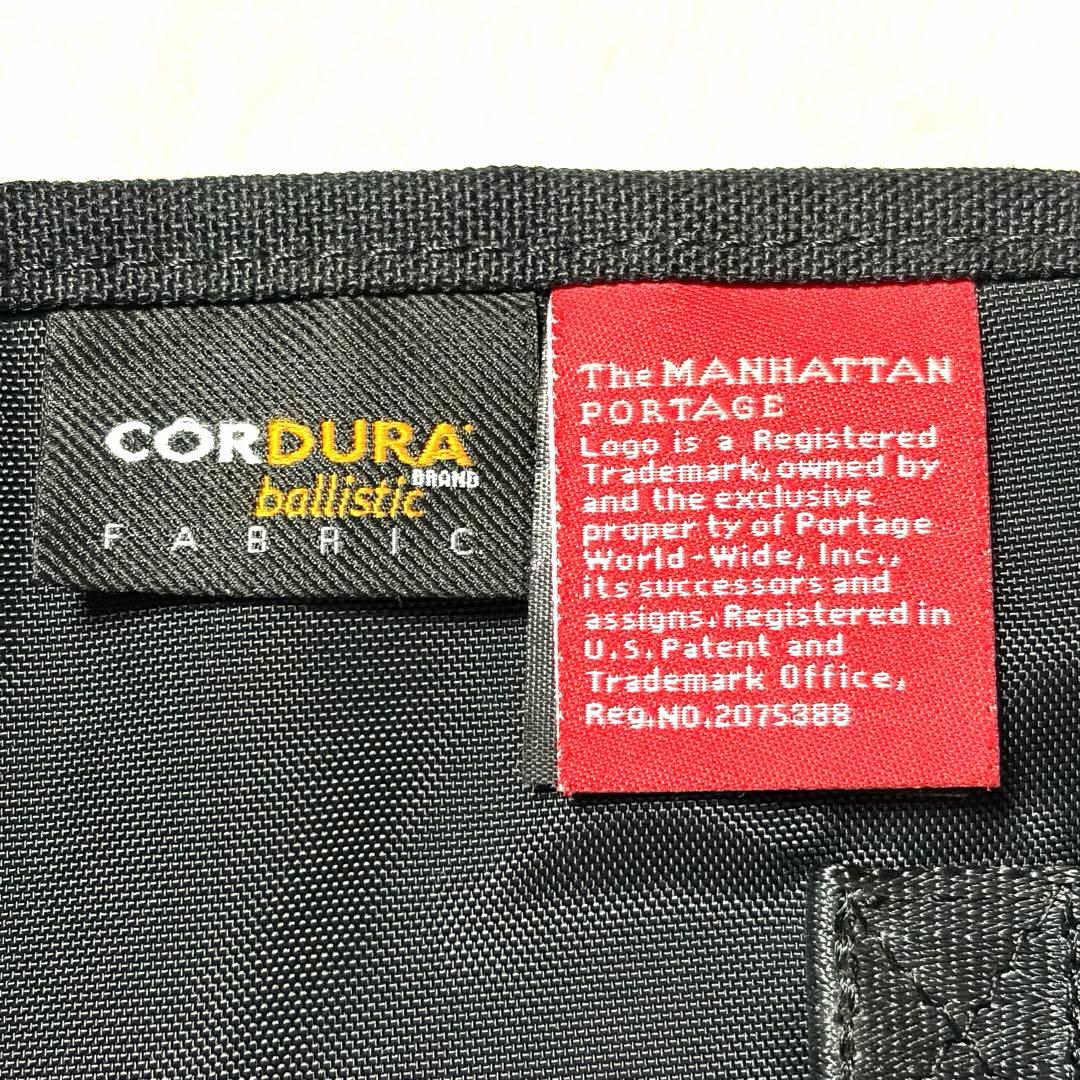 CORDURA
BRAND
ballistic
FABRIC
The MANHATTAN
PORTAGE
Logo is a Registered
Trademark, owned by
and the exclusive
property of Portage
World-Wide, Inc.,
its successors and
assigns. Registered in
U.S. Patent and
Trademark Office,
Reg.NO.2075388